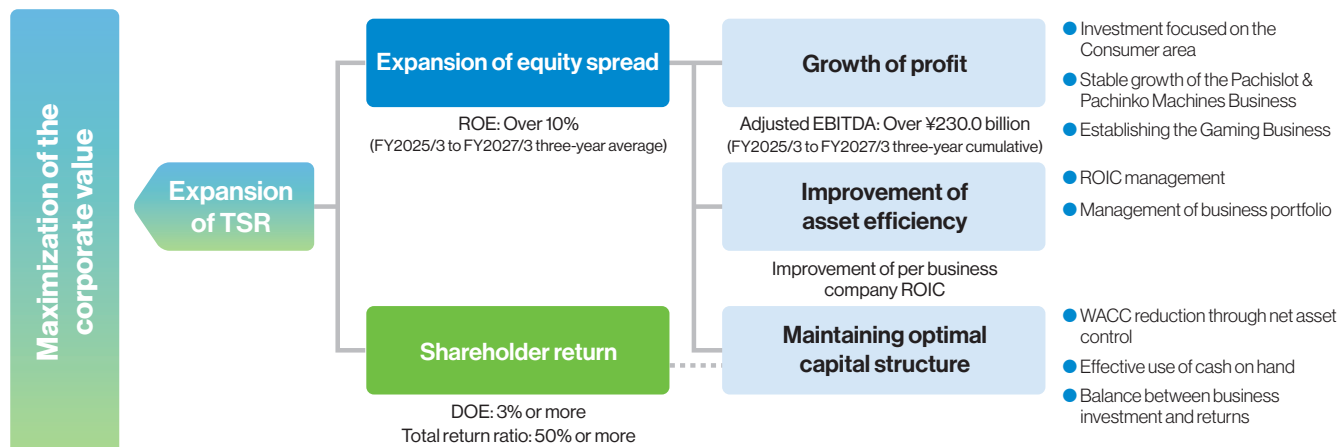 Maximization of the
corporate value
Expansion
of TSR
Expansion of equity spread
ROE: Over 10%
(FY2025/3 to FY2027/3 three-year average)
Shareholder return
DOE: 3% or more
Total return ratio: 50% or more
Growth of profit
Adjusted EBITDA: Over ¥230.0 billion
(FY2025/3 to FY2027/3 three-year cumulative)
Improvement of
asset efficiency
Improvement of per business
company ROIC
Maintaining optimal
capital structure
● Investment focused on the
Consumer area
● Stable growth of the Pachislot &
Pachinko Machines Business
● Establishing the Gaming Business
● ROIC management
● Management of business portfolio
● WACC reduction through net asset
control
● Effective use of cash on hand
● Balance between business
investment and returns